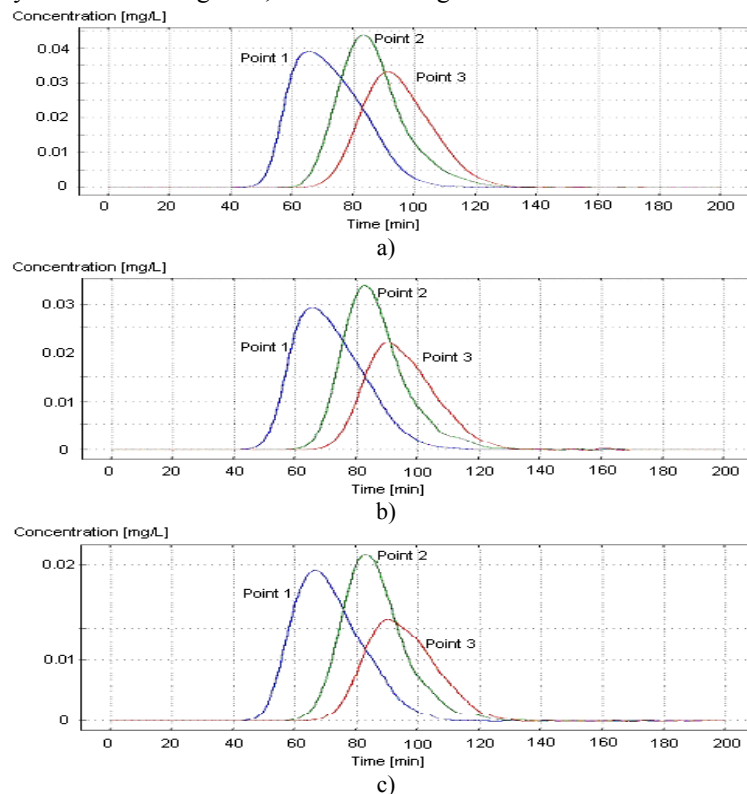 Concentration [mg/L]
Point 2
Point 1
Point 3
0.04
0.03
0.02
0.01
0
0 20 40 60 80 100 120 140 160 180 200
Time [min]
a)
Concentration [mg/L]
Point 2
Point 1
Point 3
0.03
0.02
0.01
0
0 20 40 60 80 100 120 140 160 180 200
Time [min]
b)
Concentration [mg/L]
Point 2
Point 1
Point 3
0.02
0.01
0
0 20 40 60 80 100 120 140 160 180 200
Time [min]
c)